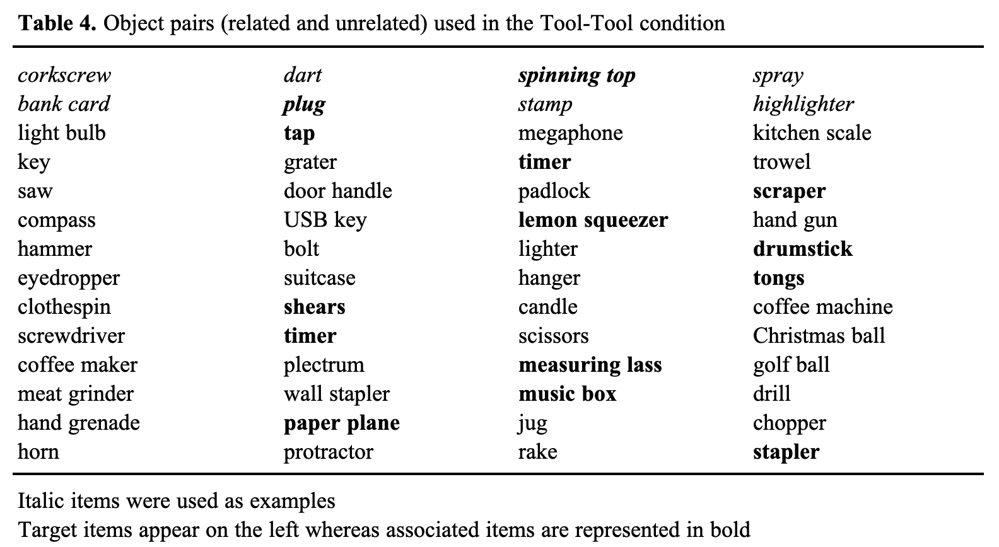 Table 4. Object pairs (related and unrelated) used in the Tool-Tool condition
corkscrew dart spinning top spray
bank card plug stamp highlighter
light bulb tap megaphone kitchen scale
key grater timer trowel
saw door handle padlock scraper
compass USB key lemon squeezer hand gun
hammer bolt lighter drumstick
eyedropper suitcase hanger tongs
clothespin shears candle coffee machine
screwdriver timer scissors Christmas ball
coffee maker plectrum measuring lass golf ball
meat grinder wall stapler music box drill
hand grenade paper plane jug chopper
horn protractor rake stapler
Italic items were used as examples
Target items appear on the left whereas associated items are represented in bold